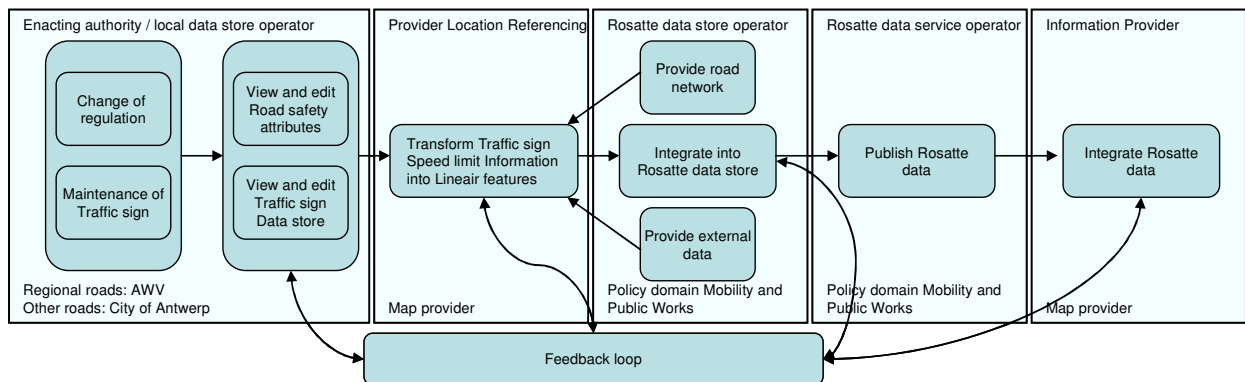 Enacting authority / local data store operator
Change of
regulation
Maintenance of
Traffic sign
View and edit
Road safety
attributes
View and edit
Traffic sign
Data store
Regional roads: AWV
Other roads: City of Antwerp
Provider Location Referencing
Transform Traffic sign
Speed limit Information
into Lineair features
Map provider
Rosatte data store operator
Provide road
network
Integrate into
Rosatte data store
Provide external
data
Policy domain Mobility and
Public Works
Rosatte data service operator
Publish Rosatte
data
Policy domain Mobility and
Public Works
Information Provider
Integrate Rosatte
data
Map provider
Feedback loop